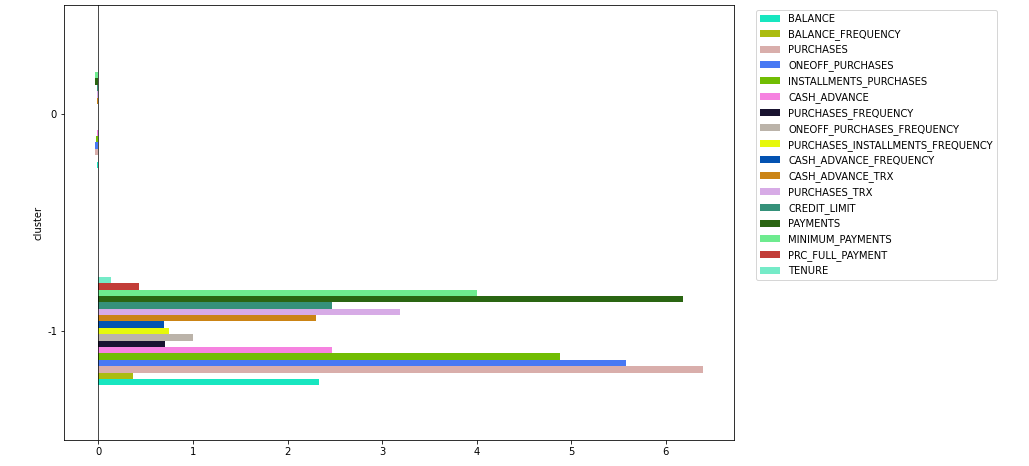 BALANCE
BALANCE_FREQUENCY
PURCHASES
ONEOFF_PURCHASES
INSTALLMENTS_PURCHASES
CASH_ADVANCE
PURCHASES_FREQUENCY
ONEOFF_PURCHASES_FREQUENCY
PURCHASES_INSTALLMENTS_FREQUENCY
CASH_ADVANCE_FREQUENCY
CASH_ADVANCE_TRX
PURCHASES_TRX
CREDIT_LIMIT
PAYMENTS
MINIMUM_PAYMENTS
PRC_FULL_PAYMENT
TENURE
cluster
0
-1
0 1 2 3 4 5 6